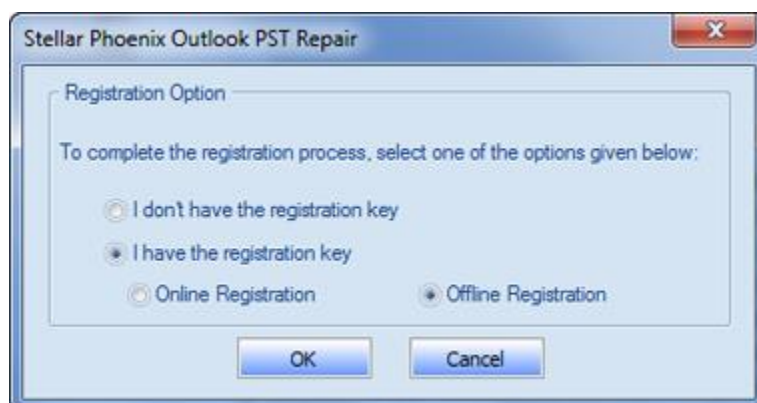 Stellar Phoenix Outlook PST Repair
Registration Option
To complete the registration process, select one of the options given below:
I don't have the registration key
I have the registration key
Online Registration Offline Registration
OK Cancel